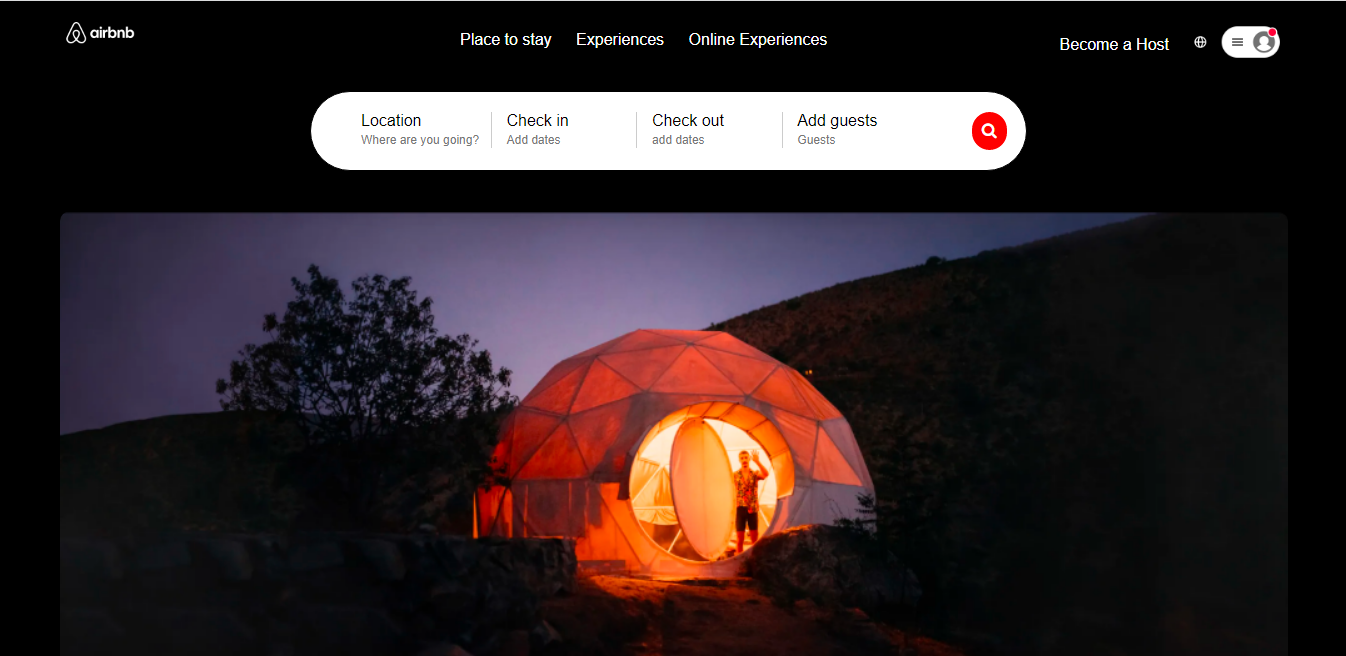 airbnb
Place to stay Experiences Online Experiences
Become a Host
Location Check in Check out Add guests
Where are you going? Add dates add dates Guests